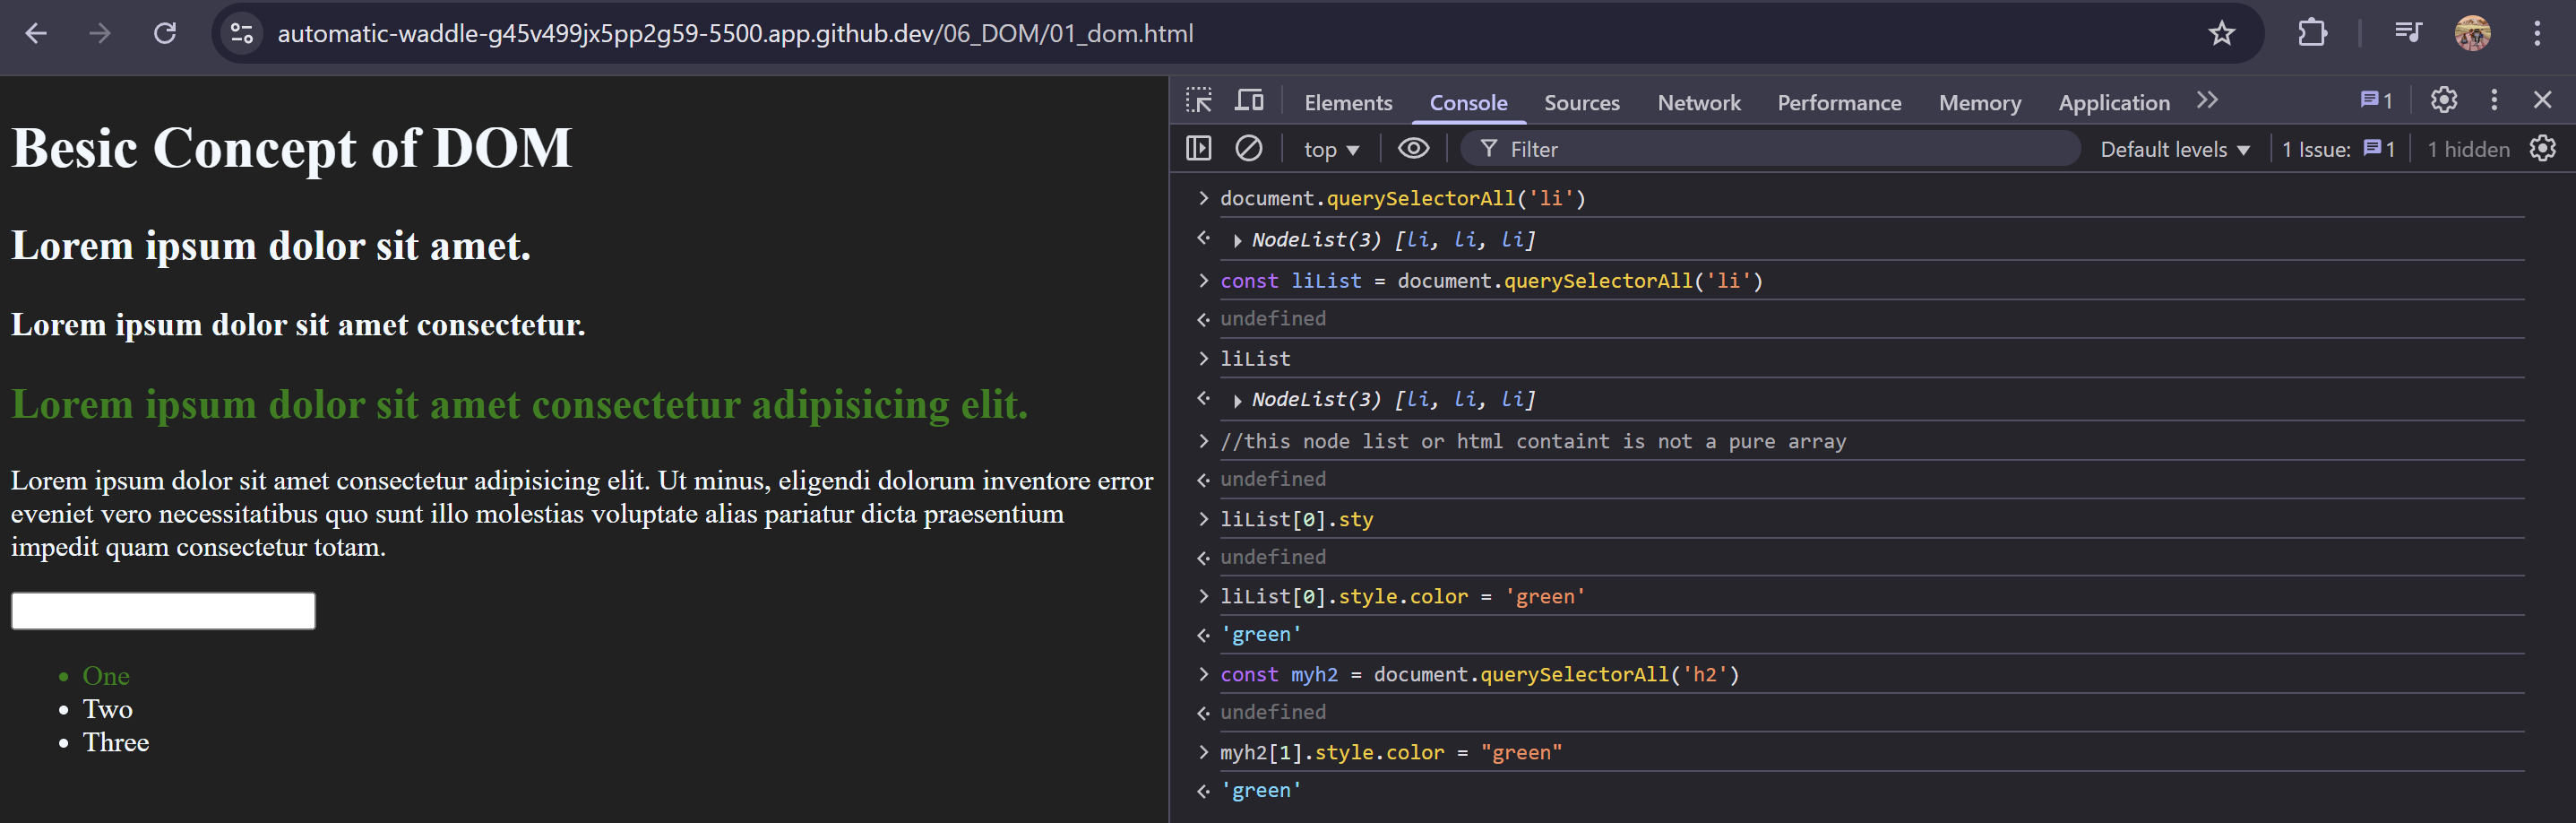 automatic-waddle-g45v499jx5pp2g59-5500.app.github.dev/06_DOM/01_dom.html
Besic Concept of DOM
Lorem ipsum dolor sit amet.
Lorem ipsum dolor sit amet consectetur.
Lorem ipsum dolor sit amet consectetur adipisicing elit.
Lorem ipsum dolor sit amet consectetur adipisicing elit. Ut minus, eligendi dolorum inventore error
eveniet vero necessitatibus quo sunt illo molestias voluptate alias pariatur dicta praesentium
impedit quam consectetur totam.
One
Two
Three
Elements Console Sources Network Performance Memory Application 1
top Filter Default levels 1 Issue: 1 1 hidden
document.querySelectorAll('li')
NodeList(3) [li, li, li]
const liList = document.querySelectorAll('li')
undefined
liList
NodeList(3) [li, li, li]
//this node list or html containt is not a pure array
undefined
liList[0].sty
undefined
liList[0].style.color = 'green'
'green'
const myh2 = document.querySelectorAll('h2')
undefined
myh2[1].style.color = "green"
'green'